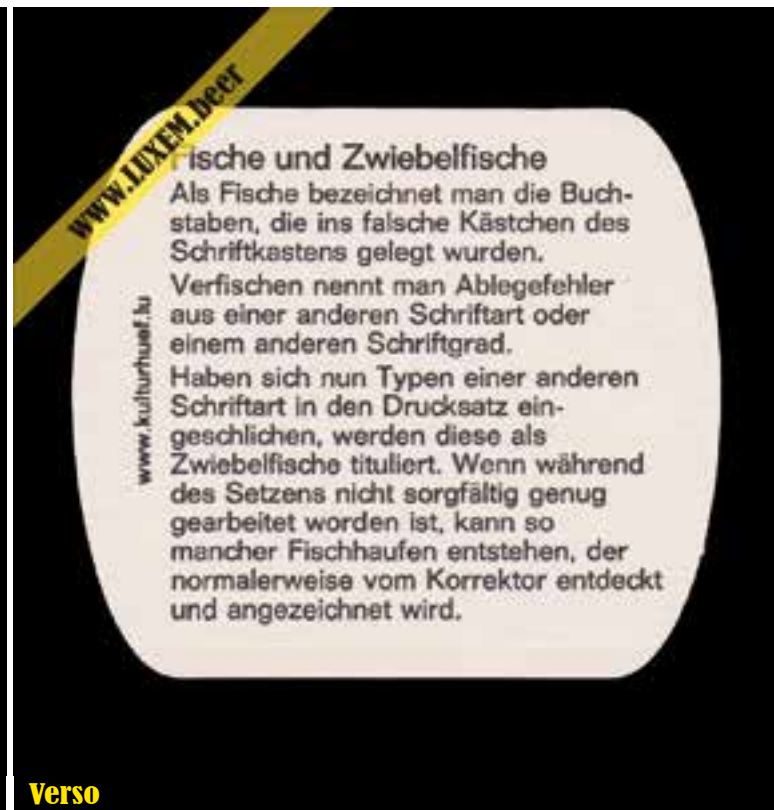 www.LUXEM.beer
Fische und Zwiebelfische
Als Fische bezeichnet man die Buch-
staben, die ins falsche Kästchen des
Schriftkastens gelegt wurden.
Verfischen nennt man Ablegefehler
aus einer anderen Schriftart oder
einem anderen Schriftgrad.
Haben sich nun Typen einer anderen
Schriftart in den Drucksatz ein-
geschlichen, werden diese als
Zwiebelfische tituliert. Wenn während
des Setzens nicht sorgfältig genug
gearbeitet worden ist, kann so
mancher Fischhaufen entstehen, der
normalerweise vom Korrektor entdeckt
und angezeichnet wird.
www.kulturhuef.lu
Verso